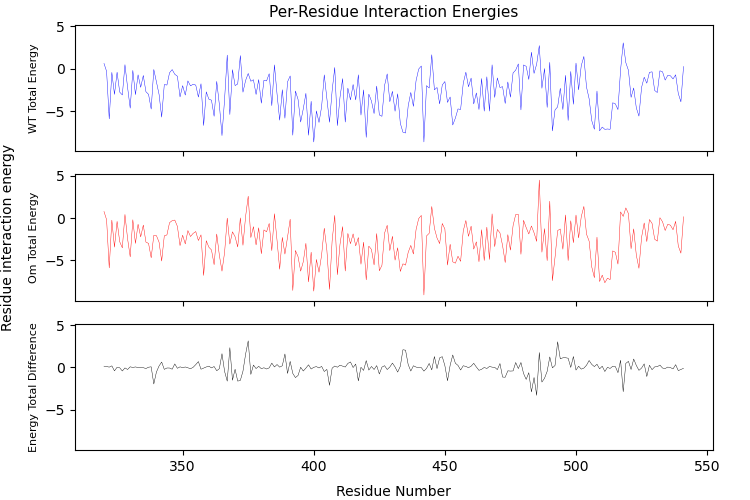 Per-Residue Interaction Energies
Residue interaction energy
WT Total Energy
5
0
−5
Om Total Energy
5
0
−5
Energy Total Difference
5
0
−5
350
400
450
500
550
Residue Number